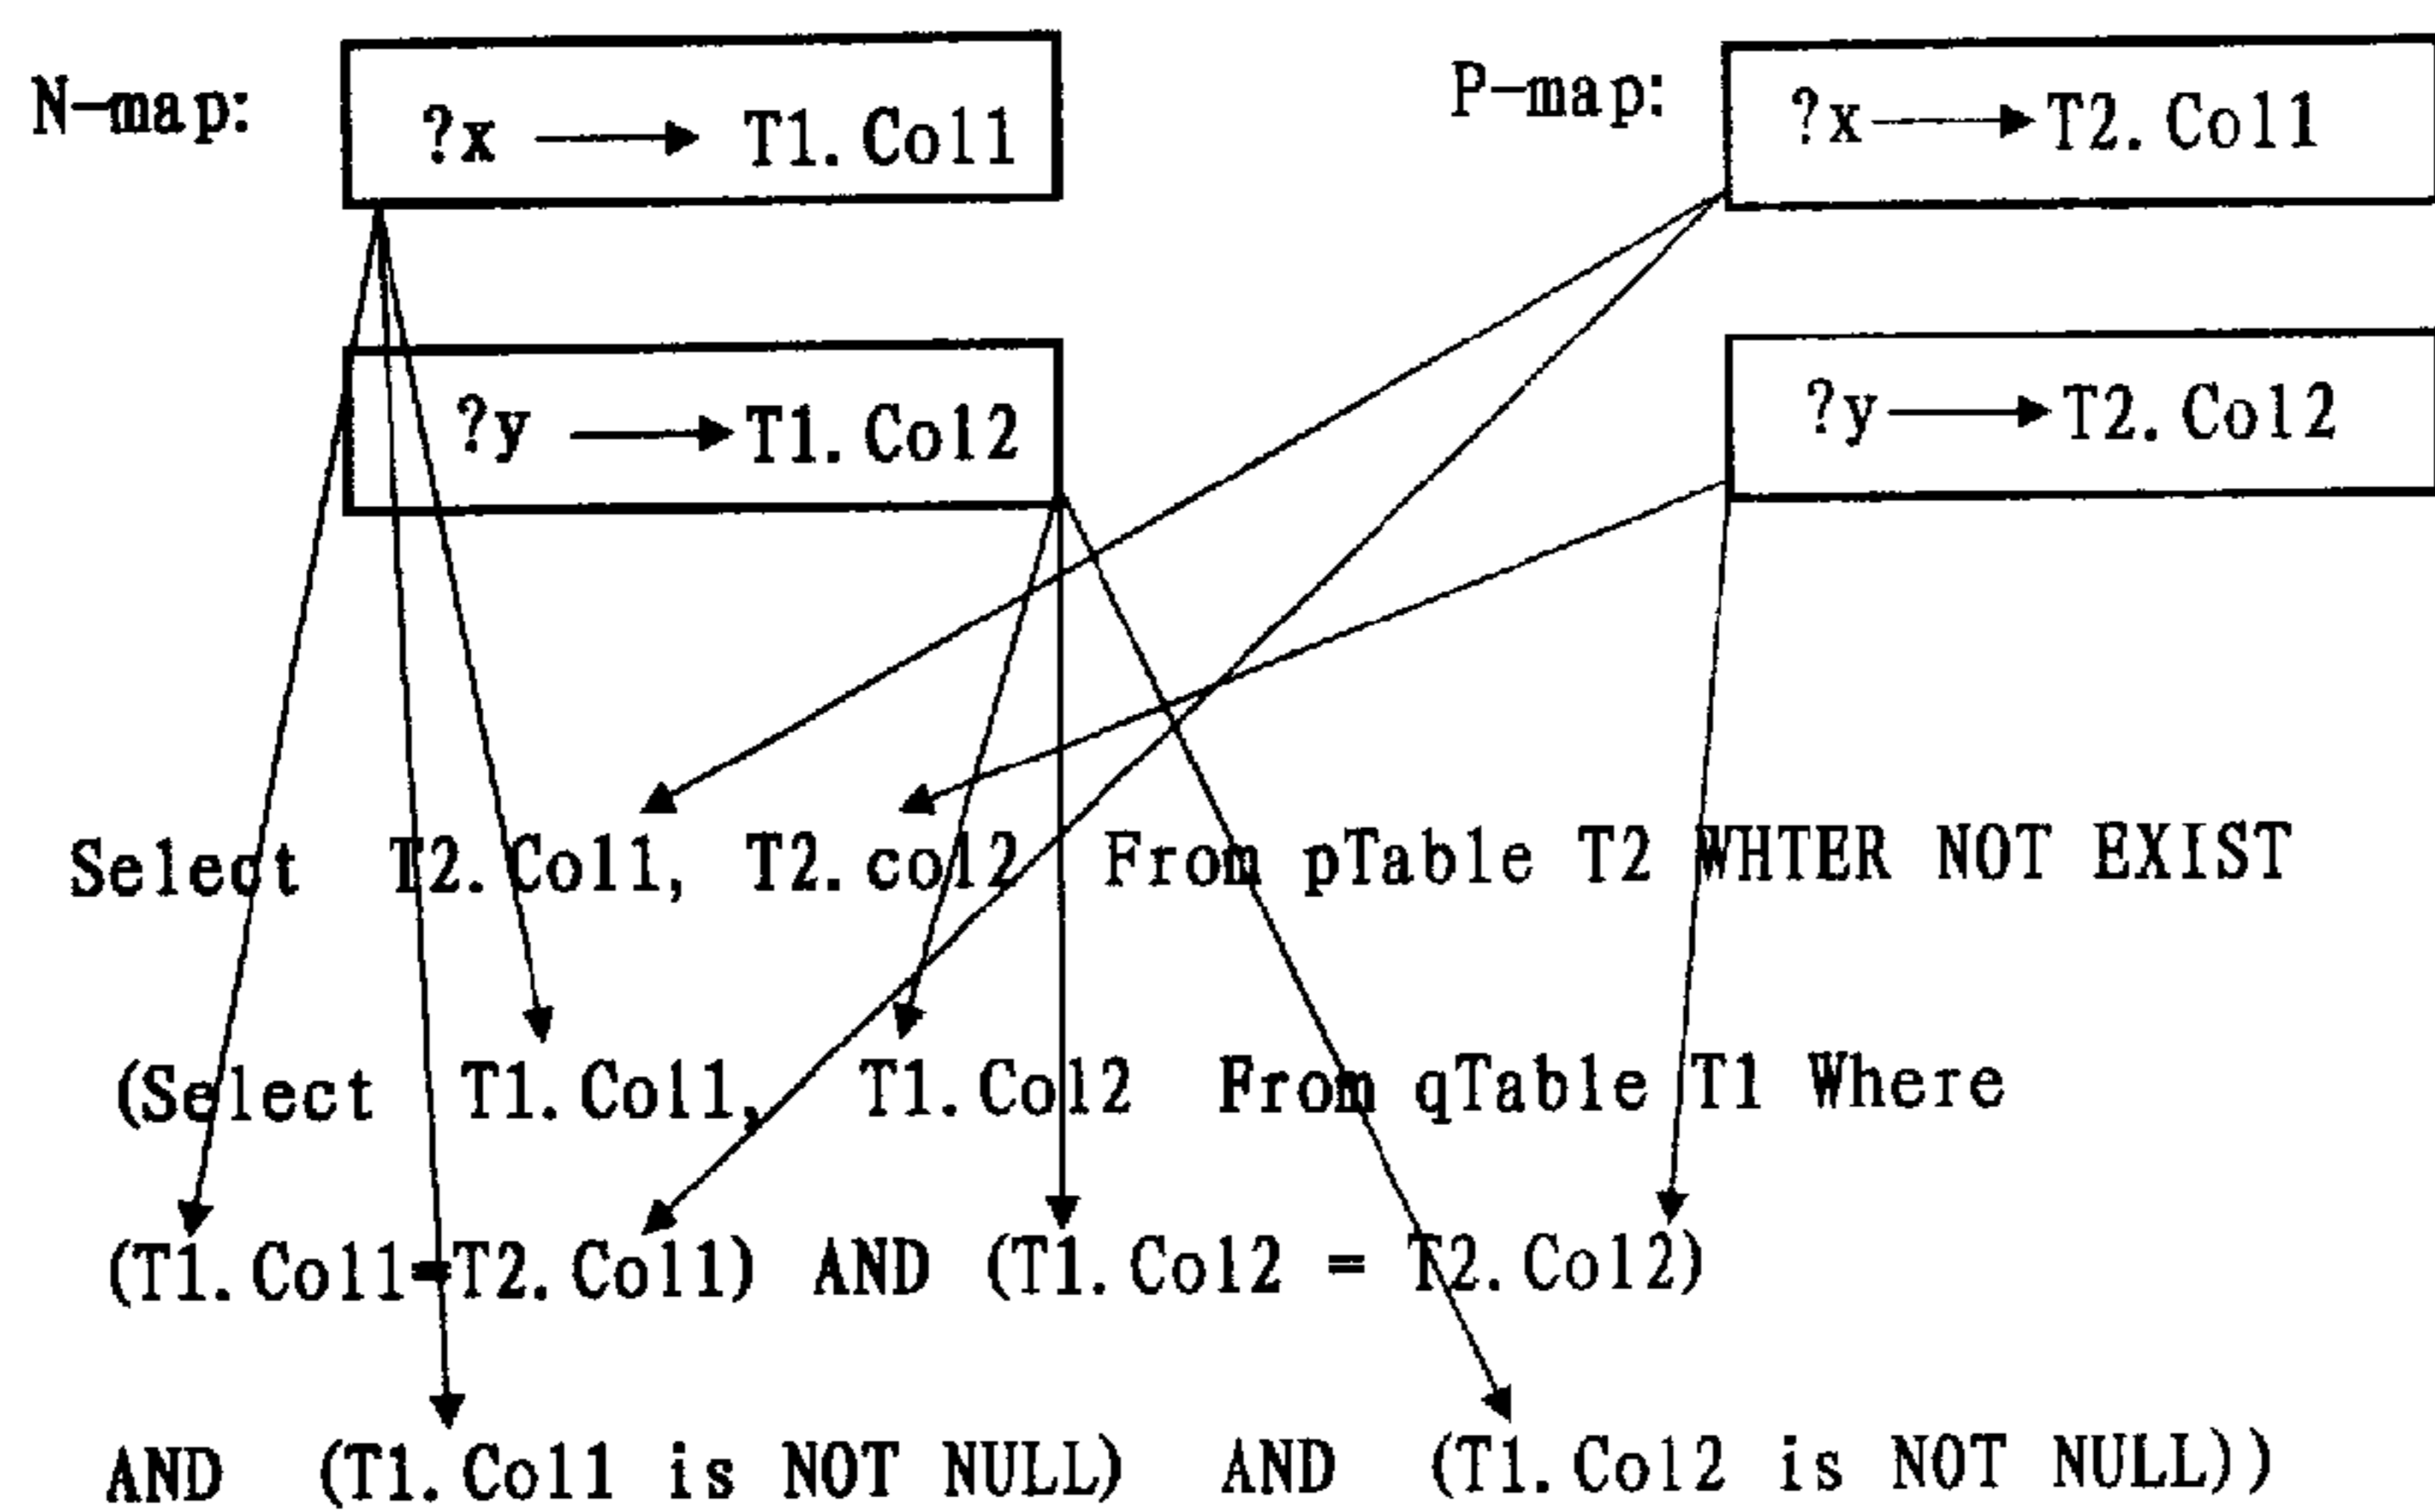 N-map: ?x → T1.Col1 P-map: ?x → T2.Col1
?y → T1.Col2 ?y → T2.Col2
Select T2.Col1, T2.col2 From pTable T2 WHTER NOT EXIST
(Select T1.Col1, T1.Col2 From qTable T1 Where
(T1.Col1=T2.Col1) AND (T1.Col2 = T2.Col2)
AND (T1.Col1 is NOT NULL) AND (T1.Col2 is NOT NULL))